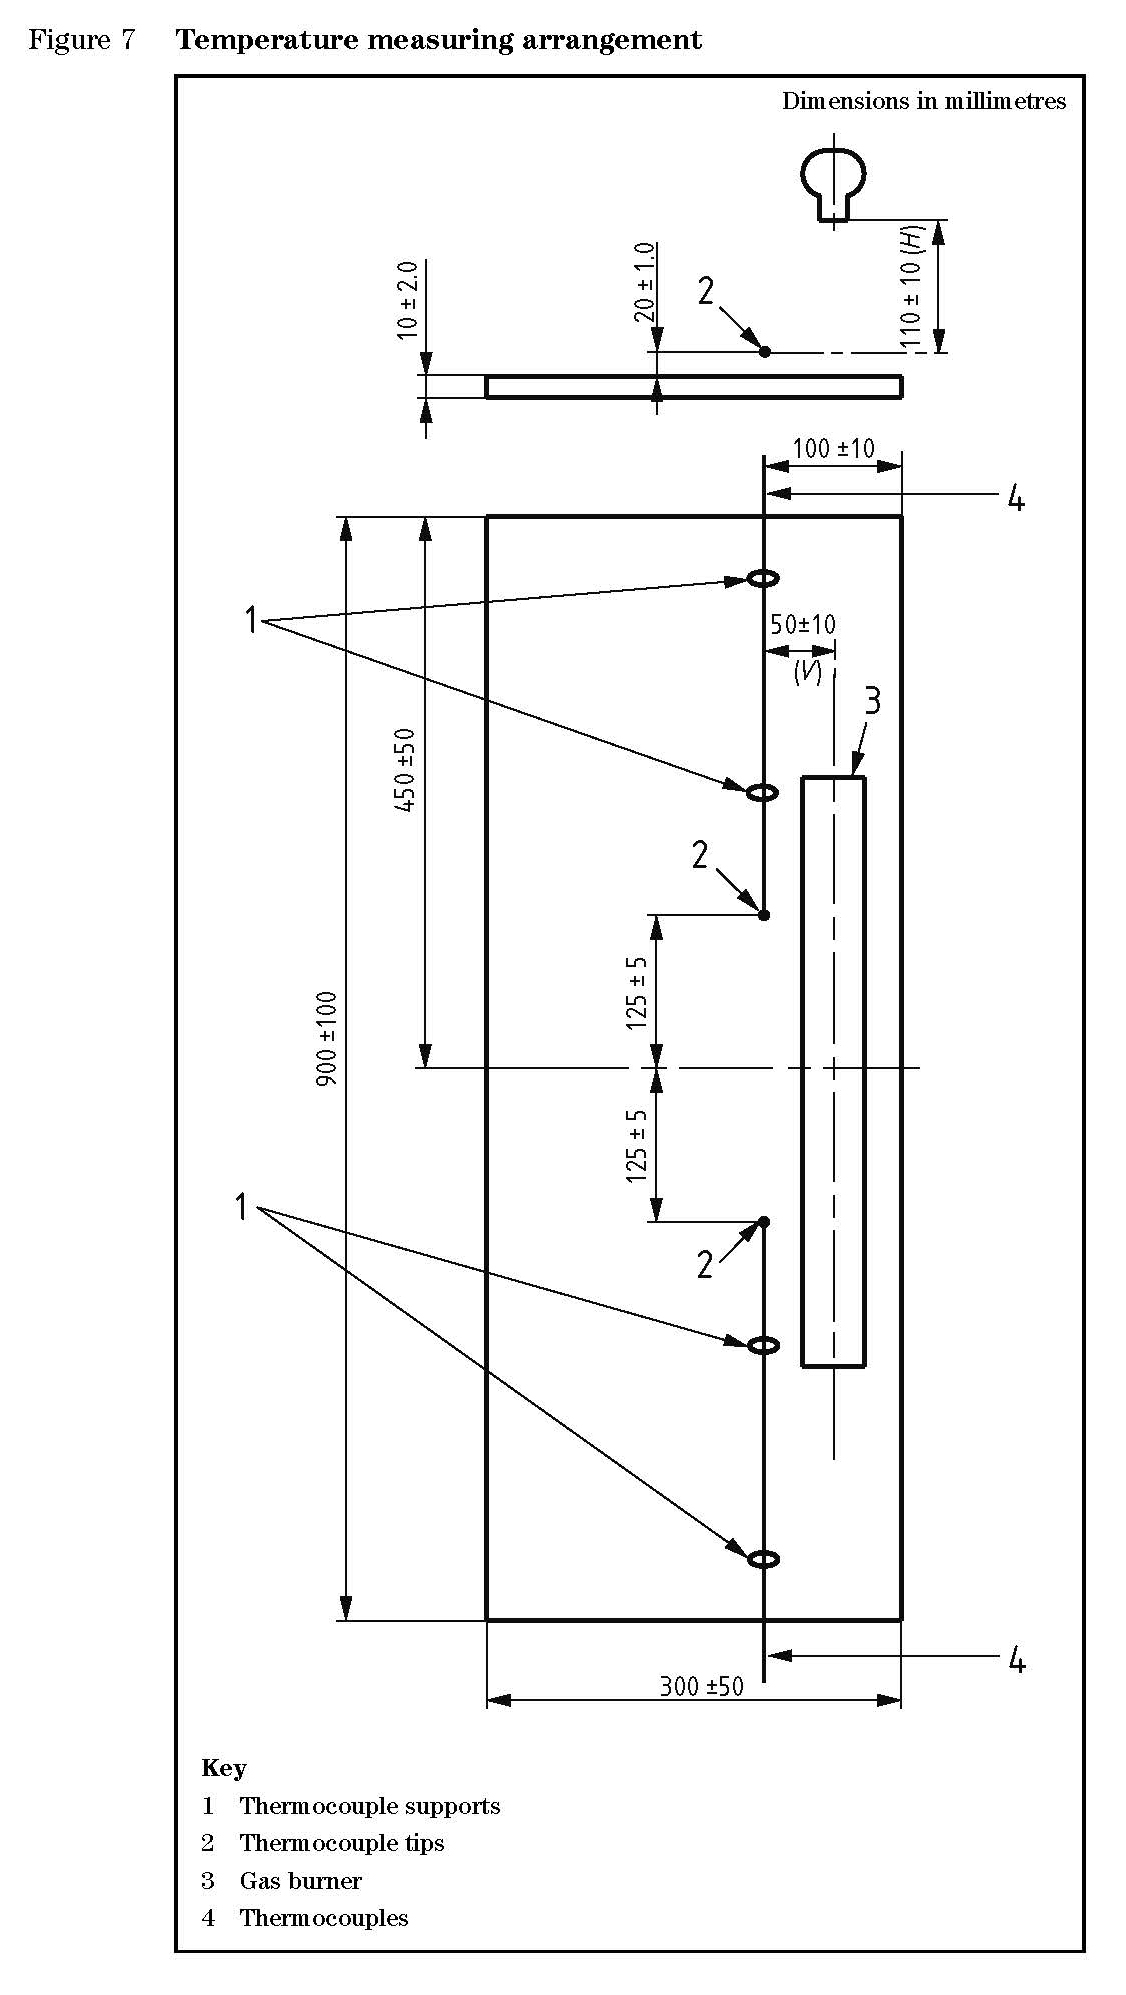 Figure 7 Temperature measuring arrangement
Dimensions in millimetres
110 ± 10 (H)
20 ± 1.0
10 ± 2.0
2
100 ±10
4
1
50±10
(V)
3
450 ±50
2
125 ± 5
900 ±100
125 ± 5
1
2
4
300 ±50
Key
1 Thermocouple supports
2 Thermocouple tips
3 Gas burner
4 Thermocouples